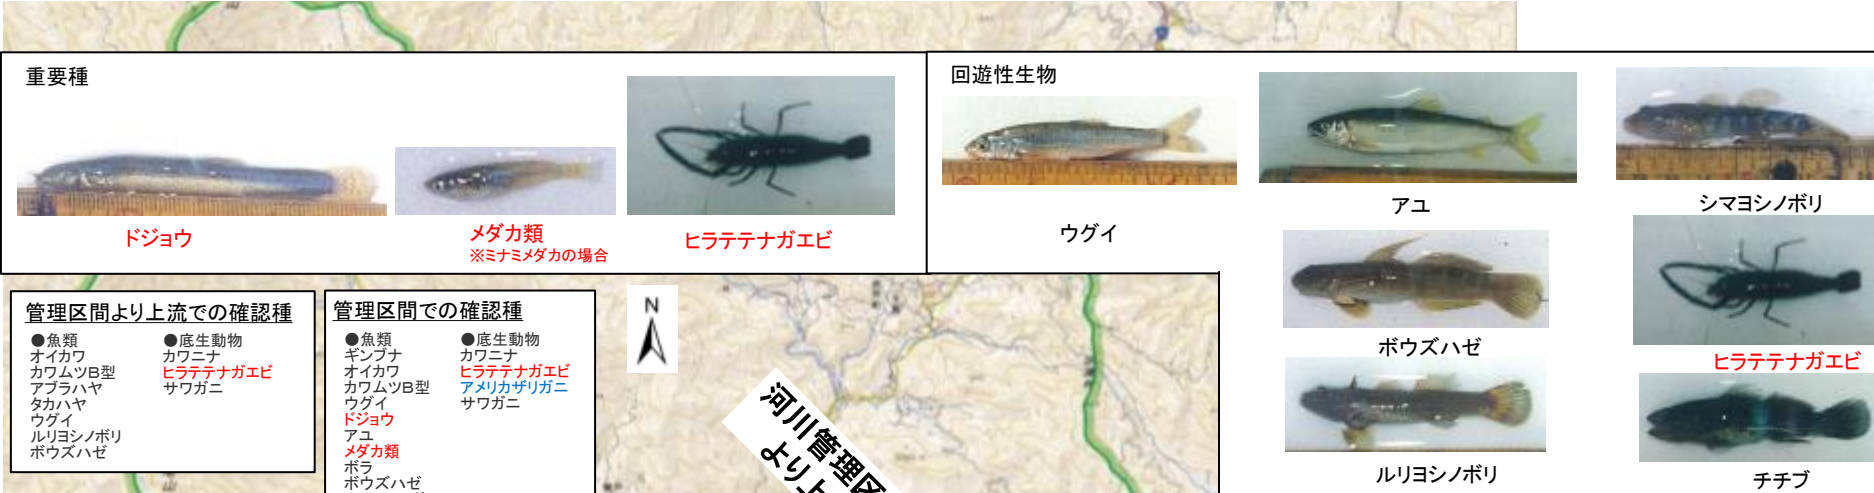 重要種
ドジョウ
メダカ類
※ミナミメダカの場合
ヒラテテナガエビ
回遊性生物
ウグイ
アユ
シマヨシノボリ
ボウズハゼ
ヒラテテナガエビ
ルリヨシノボリ
チチブ
管理区間より上流での確認種
●魚類
オイカワ
カワムツB型
アブラハヤ
タカハヤ
ウグイ
ルリヨシノボリ
ボウズハゼ
●底生動物
カワニナ
ヒラテテナガエビ
サワガニ
管理区間での確認種
●魚類
ギンブナ
オイカワ
カワムツB型
ウグイ
ドジョウ
アユ
メダカ類
ボラ
ボウズハゼ
●底生動物
カワニナ
ヒラテテナガエビ
アメリカザリガニ
サワガニ
N
河川管理区
より上